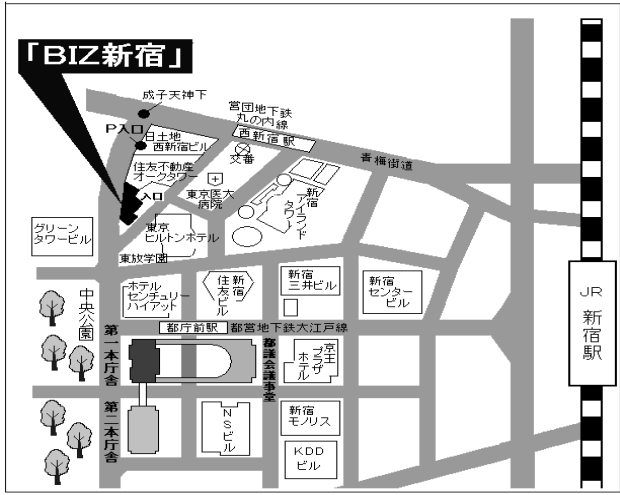 「BIZ新宿」
成子天神下
P入口
営団地下鉄
丸の内線
西新宿駅
交番
青梅街道
日土地
西新宿ビル
住友不動産
オークタワー
入口
東京医大
病院
新宿
アイランド
タワー
グリーン
タワービル
東京
ヒルトンホテル
東放学園
中央公園
ホテル
センチュリー
ハイアット
新宿
住友ビル
新宿
三井ビル
新宿
センター
ビル
JR
新宿駅
都庁前駅
都営地下鉄大江戸線
第一本庁舎
都議会議事堂
京王
プラザ
ホテル
第二本庁舎
NSビル
新宿
モノリス
KDD
ビル